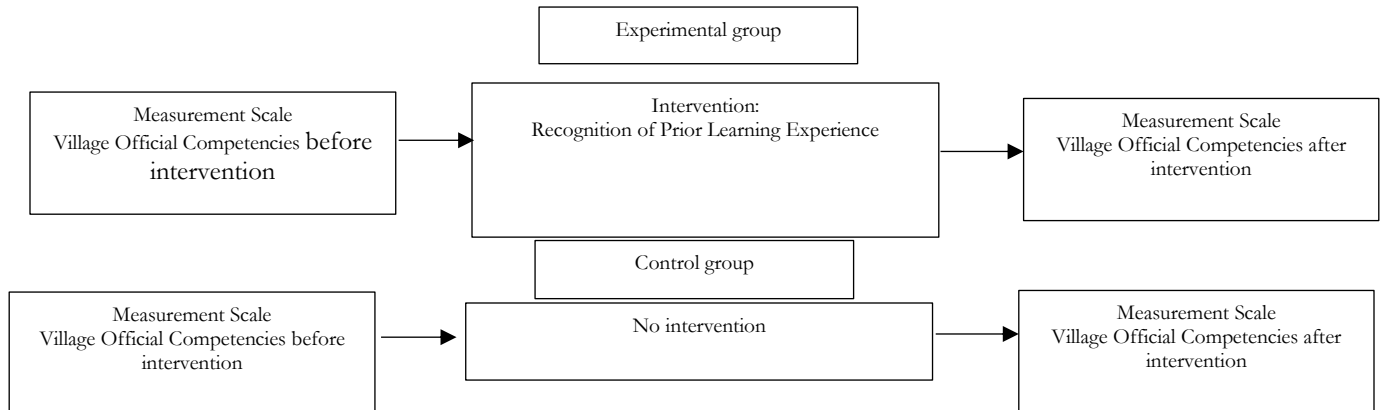 Experimental group
Measurement Scale
Village Official Competencies before
intervention
Intervention:
Recognition of Prior Learning Experience
Measurement Scale
Village Official Competencies after
intervention
Control group
Measurement Scale
Village Official Competencies before
intervention
No intervention
Measurement Scale
Village Official Competencies after
intervention